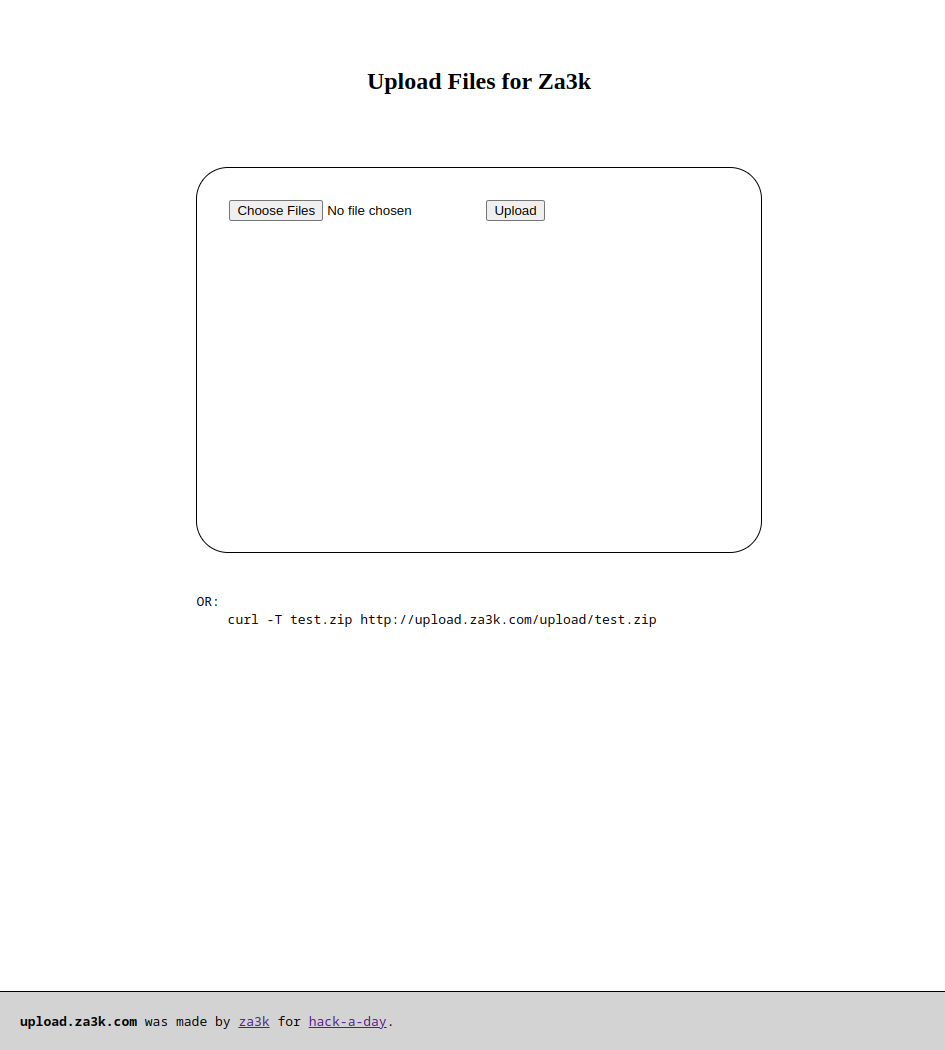 Upload Files for Za3k
Choose Files No file chosen Upload
OR:
curl -T test.zip http://upload.za3k.com/upload/test.zip
upload.za3k.com was made by za3k for hack-a-day.